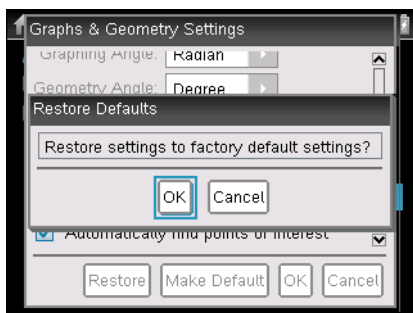 Graphs & Geometry Settings
Graphing Angle: Radian
Geometry Angle: Degree
Restore Defaults
Restore settings to factory default settings?
OK Cancel
Automatically find points of interest
Restore Make Default OK Cancel